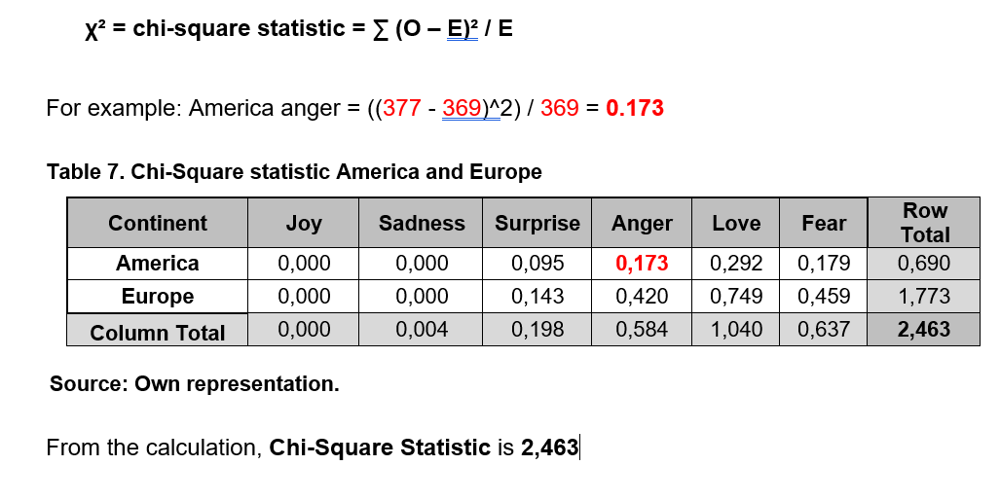 χ² = chi-square statistic = ∑ (O – E)² / E
For example: America anger = ((377 - 369)^2) / 369 = 0.173
Table 7. Chi-Square statistic America and Europe
Continent Joy Sadness Surprise Anger Love Fear Row Total
America 0,000 0,000 0,095 0,173 0,292 0,179 0,690
Europe 0,000 0,000 0,143 0,420 0,749 0,459 1,773
Column Total 0,000 0,004 0,198 0,584 1,040 0,637 2,463
Source: Own representation.
From the calculation, Chi-Square Statistic is 2,463